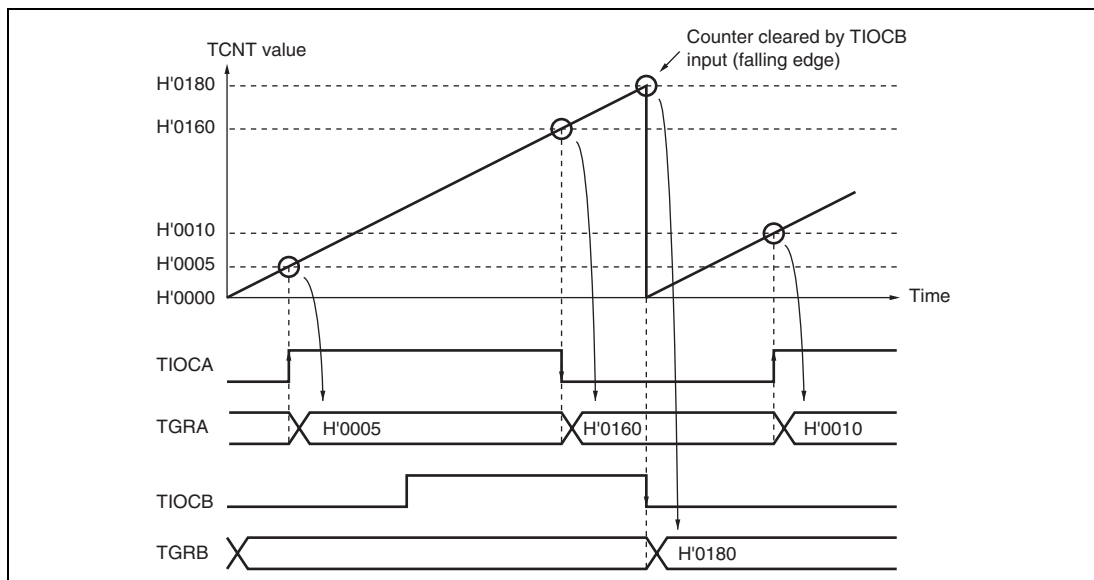 Counter cleared by TIOCB
input (falling edge)
TCNT value
H'0180
H'0160
H'0010
H'0005
H'0000
Time
TIOCA
TGRA
H'0005
H'0160
H'0010
TIOCB
TGRB
H'0180